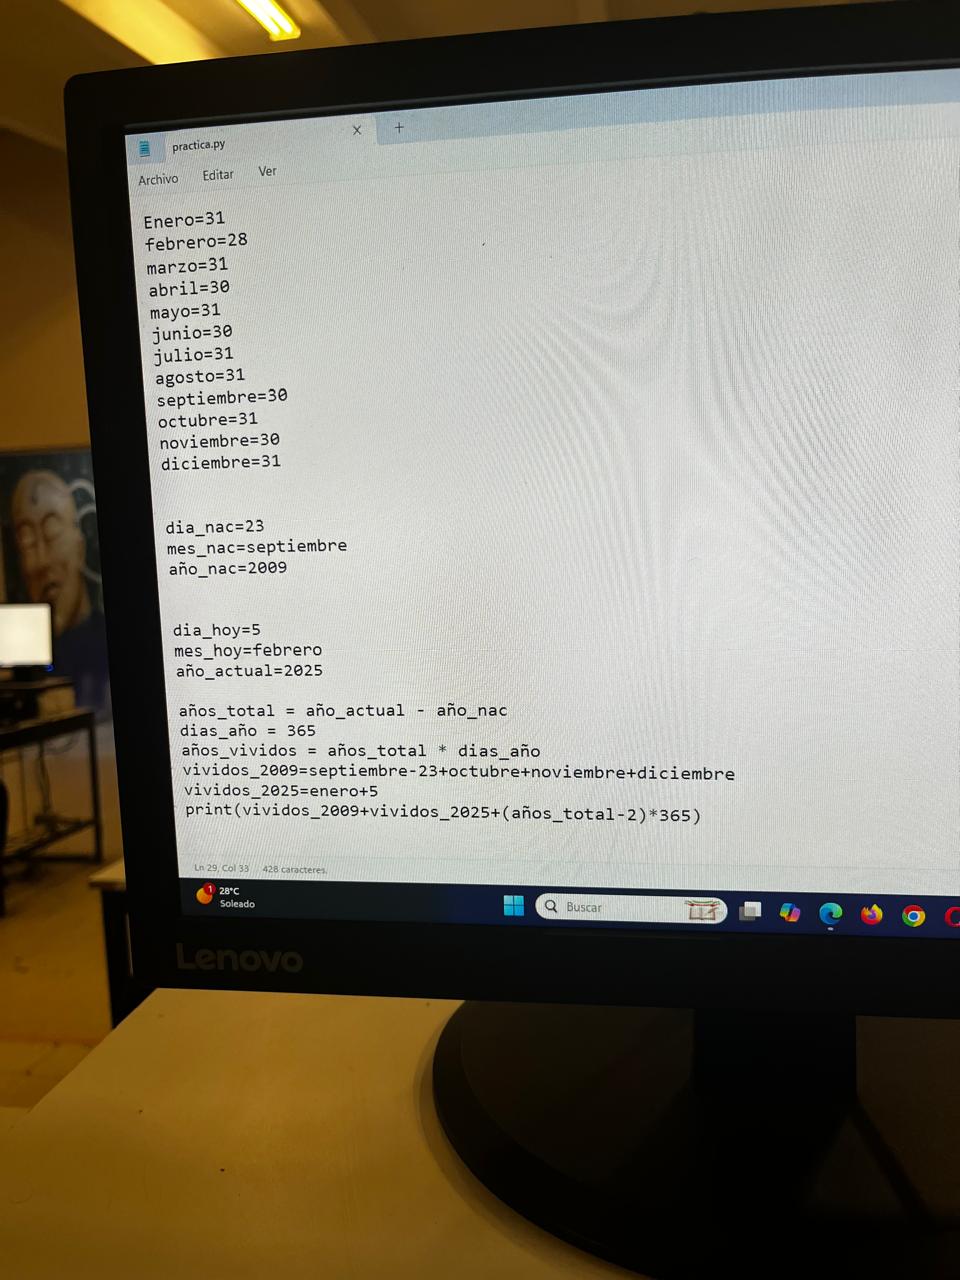 practica.py
Archivo Editar Ver
Enero=31
febrero=28
marzo=31
abril=30
mayo=31
junio=30
julio=31
agosto=31
septiembre=30
octubre=31
noviembre=30
diciembre=31
dia_nac=23
mes_nac=septiembre
año_nac=2009
dia_hoy=5
mes_hoy=febrero
año_actual=2025
años_total = año_actual - año_nac
dias_año = 365
años_vividos = años_total * dias_año
vividos_2009=septiembre-23+octubre+noviembre+diciembre
vividos_2025=enero+5
print(vividos_2009+vividos_2025+(años_total-2)*365)
Ln 29, Col 33 428 caracteres.
1
28°C
Soleado
Buscar
Lenovo